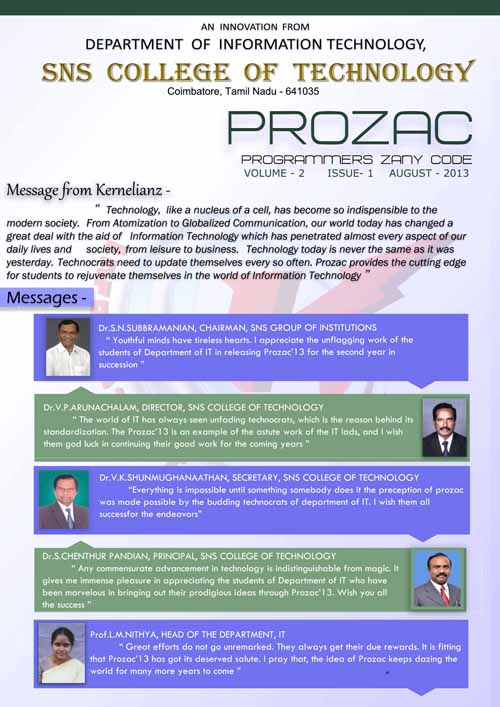 AN INNOVATION FROM
DEPARTMENT OF INFORMATION TECHNOLOGY,
SNS COLLEGE OF TECHNOLOGY
Coimbatore, Tamil Nadu - 641035
PROZAC
PROGRAMMERS ZANY CODE
VOLUME - 2 ISSUE- 1 AUGUST - 2013
Message from Kernelianz -
" Technology, like a nucleus of a cell, has become so indispensible to the
modern society. From Atomization to Globalized Communication, our world today has changed a
great deal with the aid of Information Technology which has penetrated almost every aspect of our
daily lives and society, from leisure to business. Technology today is never the same as it was
yesterday. Technocrats need to update themselves every so often. Prozac provides the cutting edge
for students to rejuvenate themselves in the world of Information Technology "
Messages -
Dr.S.N.SUBBRAMANIAN, CHAIRMAN, SNS GROUP OF INSTITUTIONS
" Youthful minds have tireless hearts. I appreciate the unflagging work of the
students of Department of IT in releasing Prozac'13 for the second year in
succession "
Dr.V.P.ARUNACHALAM, DIRECTOR, SNS COLLEGE OF TECHNOLOGY
" The world of IT has always seen unfading technocrats, which is the reason behind its
standardization. The Prozac'13 is an example of the astute work of the IT lads, and I wish
them god luck in continuing their good work for the coming years "
Dr.V.K.SHUNMUGHANAATHAN, SECRETARY, SNS COLLEGE OF TECHNOLOGY
"Everything is impossible until something somebody does it the preception of prozac
was made possible by the budding technocrats of department of IT. I wish them all
successfor the endeavors"
Dr.S.CHENTHUR PANDIAN, PRINCIPAL, SNS COLLEGE OF TECHNOLOGY
" Any commensurate advancement in technology is indistinguishable from magic. It
gives me immense pleasure in appreciating the students of Department of IT who have
been marvelous in bringing out their prodigious ideas through Prozac'13. Wish you all
the success "
Prof.L.M.NITHYA, HEAD OF THE DEPARTMENT, IT
" Great efforts do not go unremarked. They always get their due rewards. It is fitting
that Prozac'13 has got its deserved salute. I pray that, the idea of Prozac keeps dazing the
world for many more years to come "